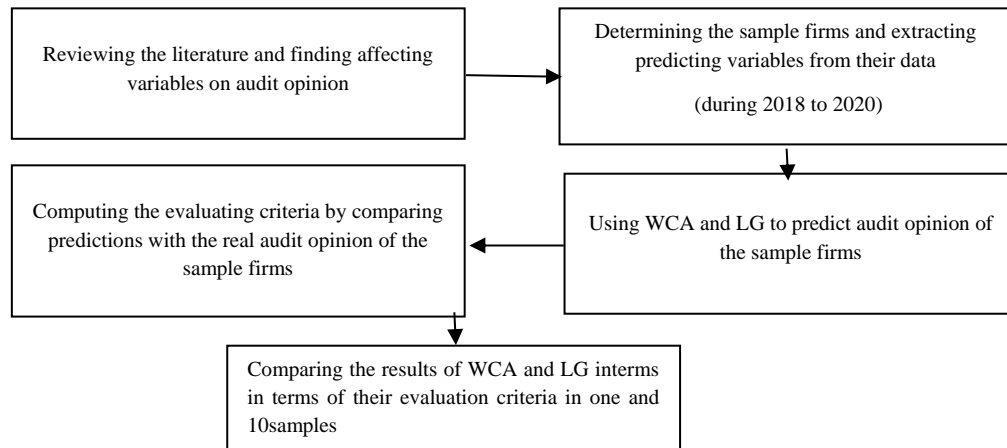 Reviewing the literature and finding affecting
variables on audit opinion
Determining the sample firms and extracting
predicting variables from their data
(during 2018 to 2020)
Using WCA and LG to predict audit opinion of
the sample firms
Computing the evaluating criteria by comparing
predictions with the real audit opinion of the
sample firms
Comparing the results of WCA and LG interms
in terms of their evaluation criteria in one and
10samples